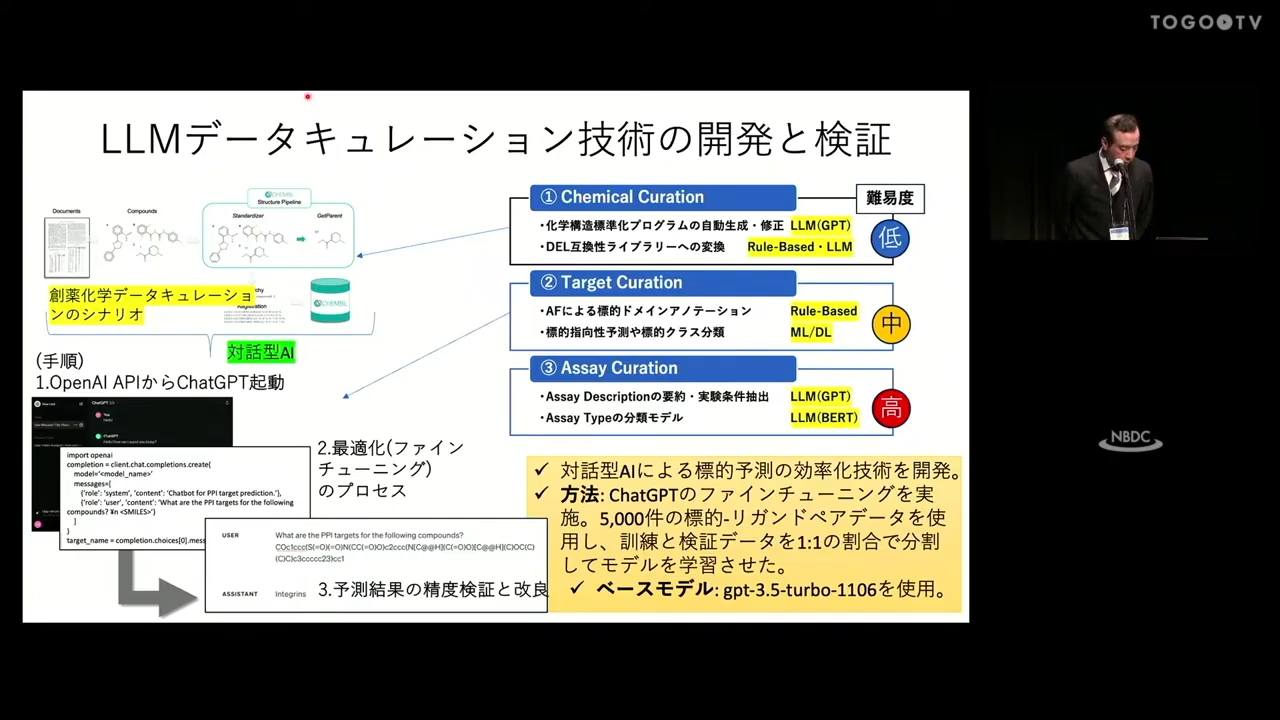 TOGOTV
LLMデータキュレーション技術の開発と検証
Documents
Compounds
ChEMBL
Structure Pipeline
Standardizer
GetParent
創薬化学データキュレーショ
ンのシナリオ
ChEMBL
対話型AI
(手順)
1.OpenAI APIからChatGPT起動
ChatGPT
You
ChatGPT
import openai
completion = client.chat.completions.create(
model='<model_name>'
messages=[
{'role': 'system', 'content': 'Chatbot for PPI target prediction.'},
{'role': 'user', 'content': 'What are the PPI targets for the following
compounds? ¥n <SMILES>'}
]
}
target_name = completion.choices[0].mess
2.最適化(ファイン
チューニング)
のプロセス
USER
What are the PPI targets for the following compounds?
COc1ccc(S(=O)(=O)N(CC(=O)O)c2ccc(N[C@@H](C(=O)O)[C@@H](C)OC(C)
(C)C)c3ccccc23)cc1
ASSISTANT
Integrins
3.予測結果の精度検証と改良
① Chemical Curation
難易度
・化学構造標準化プログラムの自動生成・修正 LLM(GPT)
・DEL互換性ライブラリーへの変換 Rule-Based・LLM
低
② Target Curation
・AFによる標的ドメインアノテーション Rule-Based
・標的指向性予測や標的クラス分類 ML/DL
中
③ Assay Curation
・Assay Descriptionの要約・実験条件抽出 LLM(GPT)
・Assay Typeの分類モデル LLM(BERT)
高
✓ 対話型AIによる標的予測の効率化技術を開発。
✓ 方法: ChatGPTのファインチューニングを実
施。5,000件の標的-リガンドペアデータを使
用し、訓練と検証データを1:1の割合で分割
してモデルを学習させた。
✓ ベースモデル: gpt-3.5-turbo-1106を使用。
NBDC